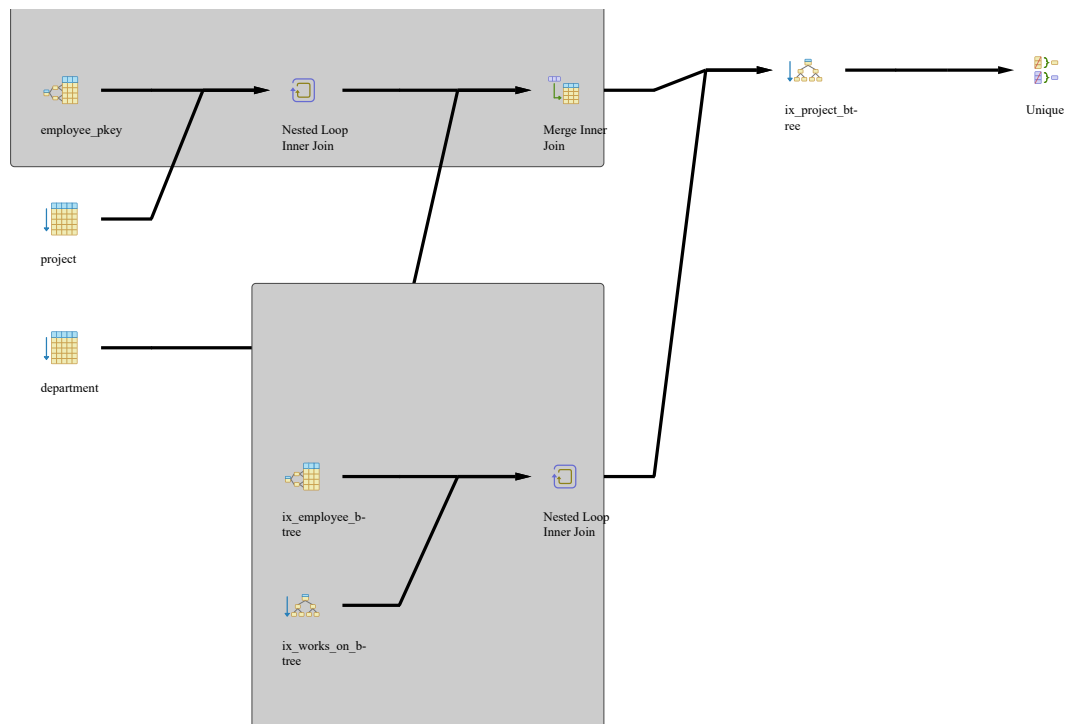 employee_pkey
Nested Loop
Inner Join
Merge Inner
Join
ix_project_bt-
ree
Unique
project
department
ix_employee_b-
tree
Nested Loop
Inner Join
ix_works_on_b-
tree